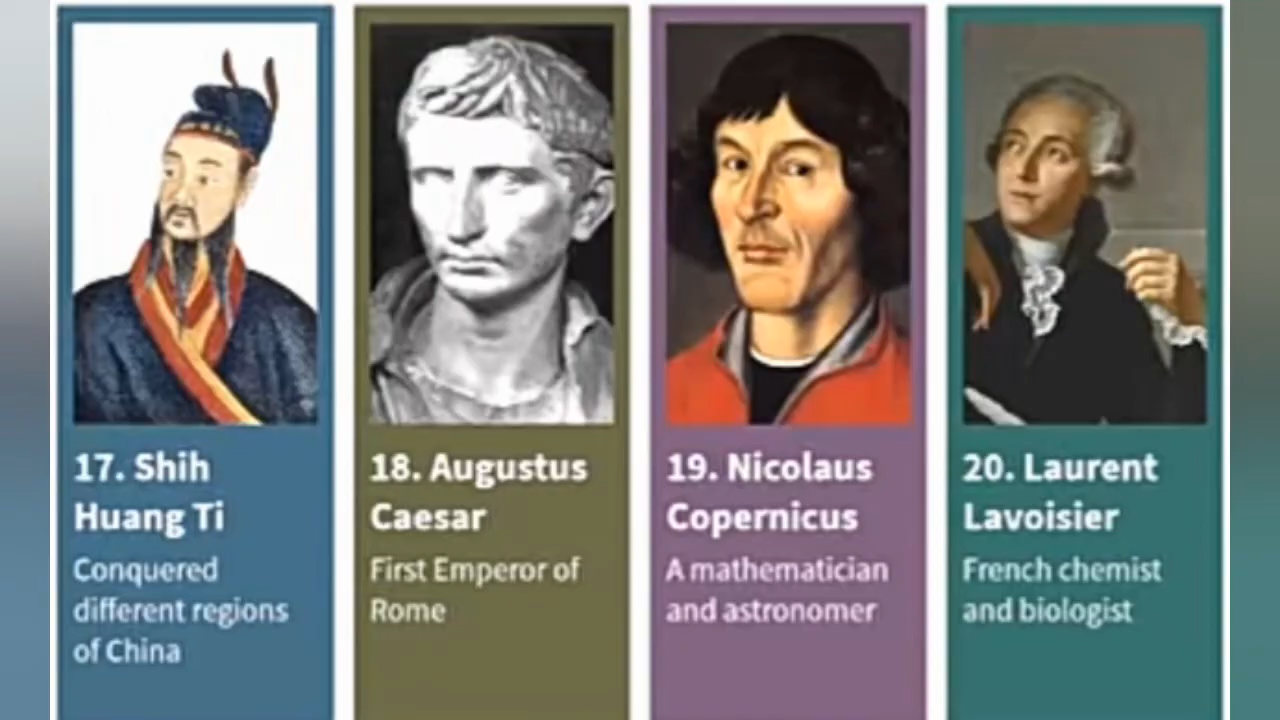 17. Shih
Huang Ti
Conquered
different regions
of China
18. Augustus
Caesar
First Emperor of
Rome
19. Nicolaus
Copernicus
A mathematician
and astronomer
20. Laurent
Lavoisier
French chemist
and biologist